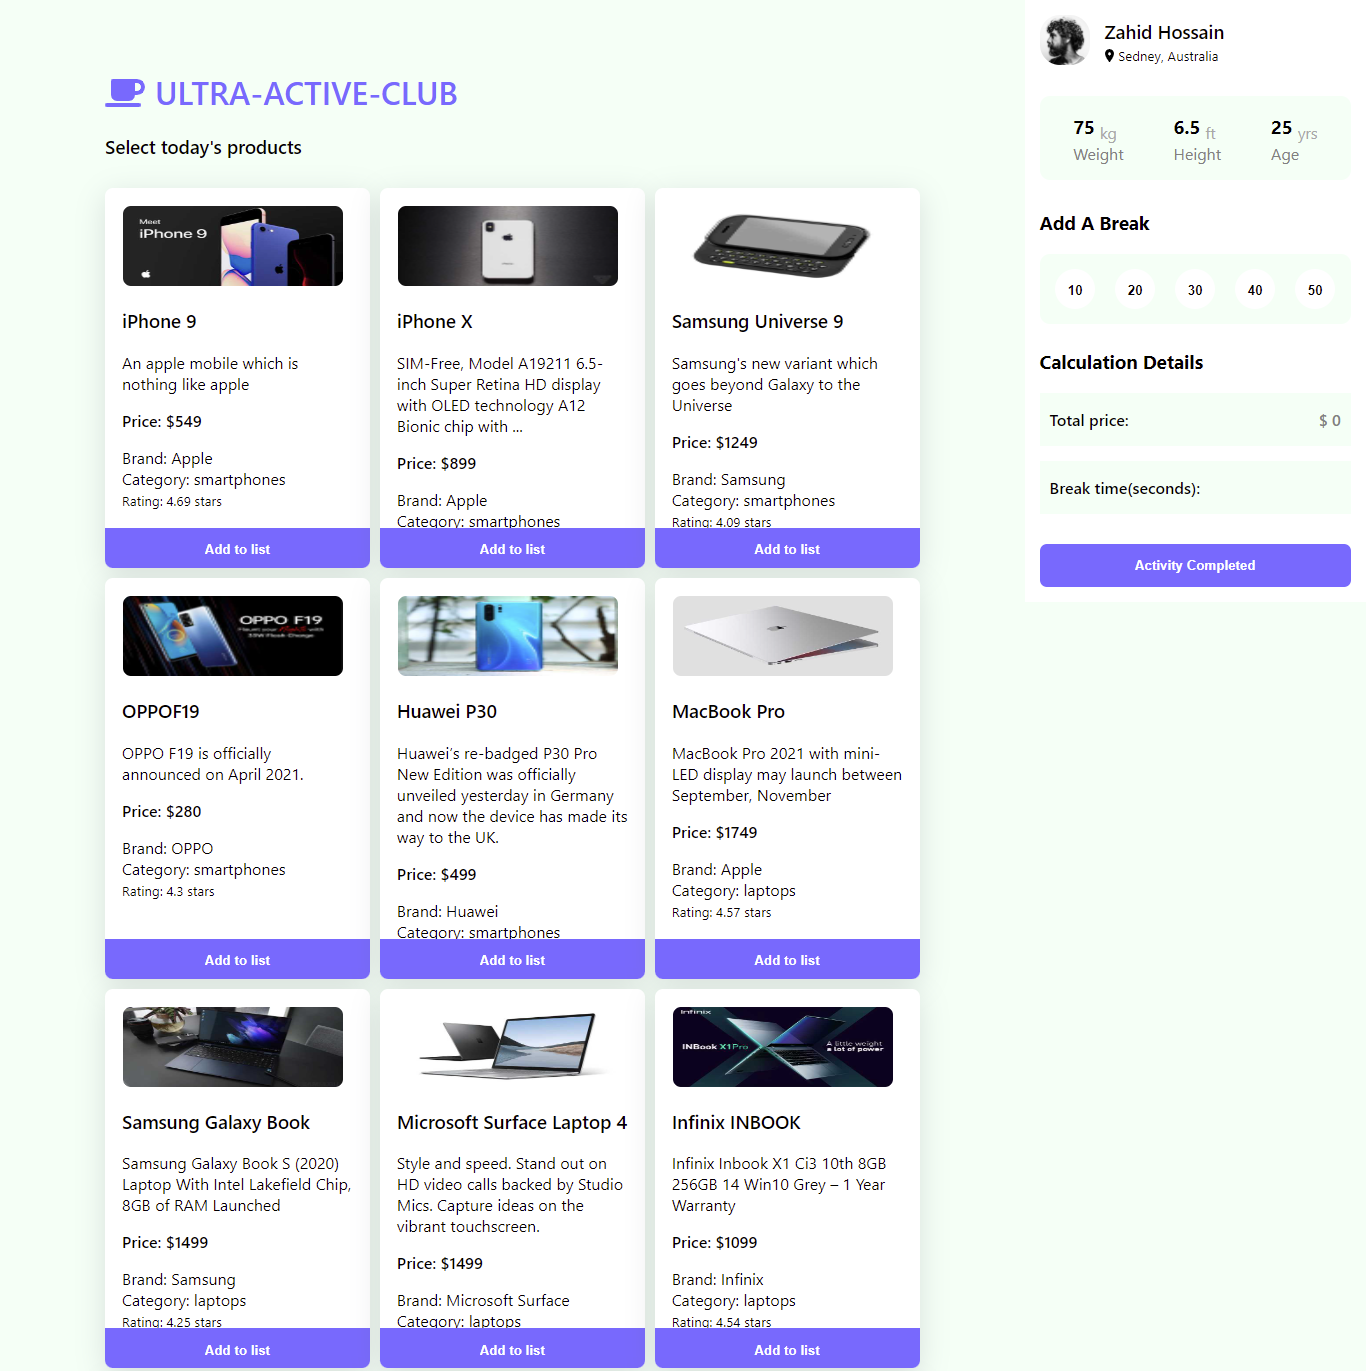 ULTRA-ACTIVE-CLUB
Select today's products
Meet
iPhone 9
iPhone 9
An apple mobile which is
nothing like apple
Price: $549
Brand: Apple
Category: smartphones
Rating: 4.69 stars
Add to list
iPhone X
SIM-Free, Model A19211 6.5-
inch Super Retina HD display
with OLED technology A12
Bionic chip with ...
Price: $899
Brand: Apple
Category: smartphones
Add to list
Samsung Universe 9
Samsung's new variant which
goes beyond Galaxy to the
Universe
Price: $1249
Brand: Samsung
Category: smartphones
Rating: 4.09 stars
Add to list
OPPO F19
33W Flash Charge
OPPOF19
OPPO F19 is officially
announced on April 2021.
Price: $280
Brand: OPPO
Category: smartphones
Rating: 4.3 stars
Add to list
Huawei P30
Huawei’s re-badged P30 Pro
New Edition was officially
unveiled yesterday in Germany
and now the device has made its
way to the UK.
Price: $499
Brand: Huawei
Category: smartphones
Add to list
MacBook Pro
MacBook Pro 2021 with mini-
LED display may launch between
September, November
Price: $1749
Brand: Apple
Category: laptops
Rating: 4.57 stars
Add to list
Samsung Galaxy Book
Samsung Galaxy Book S (2020)
Laptop With Intel Lakefield Chip,
8GB of RAM Launched
Price: $1499
Brand: Samsung
Category: laptops
Rating: 4.25 stars
Add to list
Microsoft Surface Laptop 4
Style and speed. Stand out on
HD video calls backed by Studio
Mics. Capture ideas on the
vibrant touchscreen.
Price: $1499
Brand: Microsoft Surface
Category: laptops
Add to list
Infinix
INBook X1Pro
A little weight
a lot of power
Infinix INBOOK
Infinix Inbook X1 Ci3 10th 8GB
256GB 14 Win10 Grey – 1 Year
Warranty
Price: $1099
Brand: Infinix
Category: laptops
Rating: 4.54 stars
Add to list
Zahid Hossain
Sedney, Australia
75 kg
Weight
6.5 ft
Height
25 yrs
Age
Add A Break
10 20 30 40 50
Calculation Details
Total price: $ 0
Break time(seconds):
Activity Completed